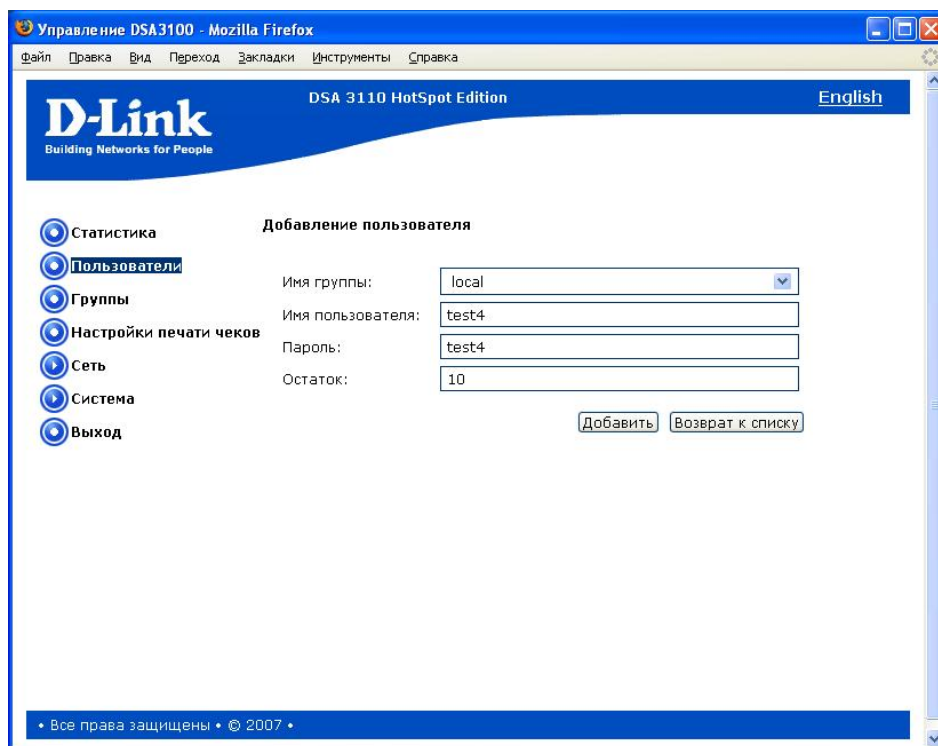 Управление DSA3100 - Mozilla Firefox
Файл Правка Вид Переход Закладки Инструменты Справка
D-Link
Building Networks for People
DSA 3110 HotSpot Edition
English
Статистика
Пользователи
Группы
Настройки печати чеков
Сеть
Система
Выход
Добавление пользователя
Имя группы: local
Имя пользователя: test4
Пароль: test4
Остаток: 10
Добавить Возврат к списку
• Все права защищены • © 2007 •